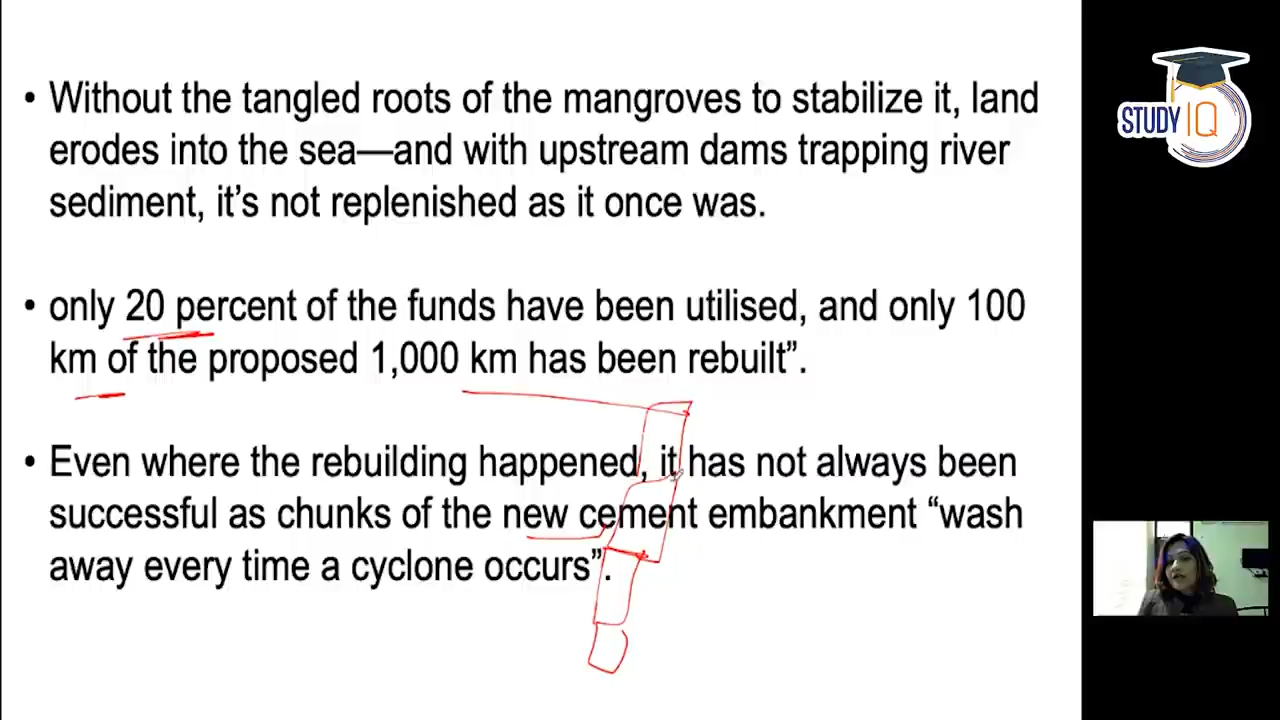 • Without the tangled roots of the mangroves to stabilize it, land
erodes into the sea—and with upstream dams trapping river
sediment, it’s not replenished as it once was.
• only 20 percent of the funds have been utilised, and only 100
km of the proposed 1,000 km has been rebuilt”.
• Even where the rebuilding happened, it has not always been
successful as chunks of the new cement embankment “wash
away every time a cyclone occurs”.
STUDY IQ